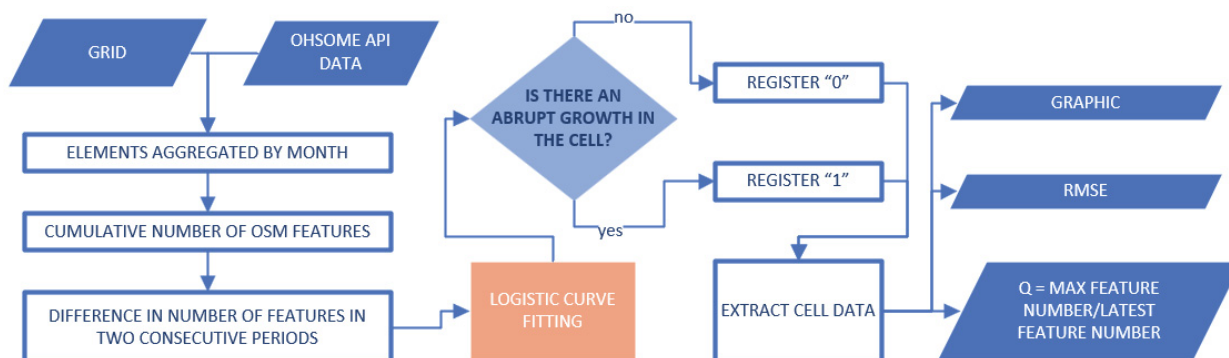 GRID
OHSOME API
DATA
ELEMENTS AGGREGATED BY MONTH
CUMULATIVE NUMBER OF OSM FEATURES
DIFFERENCE IN NUMBER OF FEATURES IN
TWO CONSECUTIVE PERIODS
LOGISTIC CURVE
FITTING
IS THERE AN
ABRUPT GROWTH IN
THE CELL?
no
yes
REGISTER “0”
REGISTER “1”
EXTRACT CELL DATA
GRAPHIC
RMSE
Q = MAX FEATURE
NUMBER/LATEST
FEATURE NUMBER